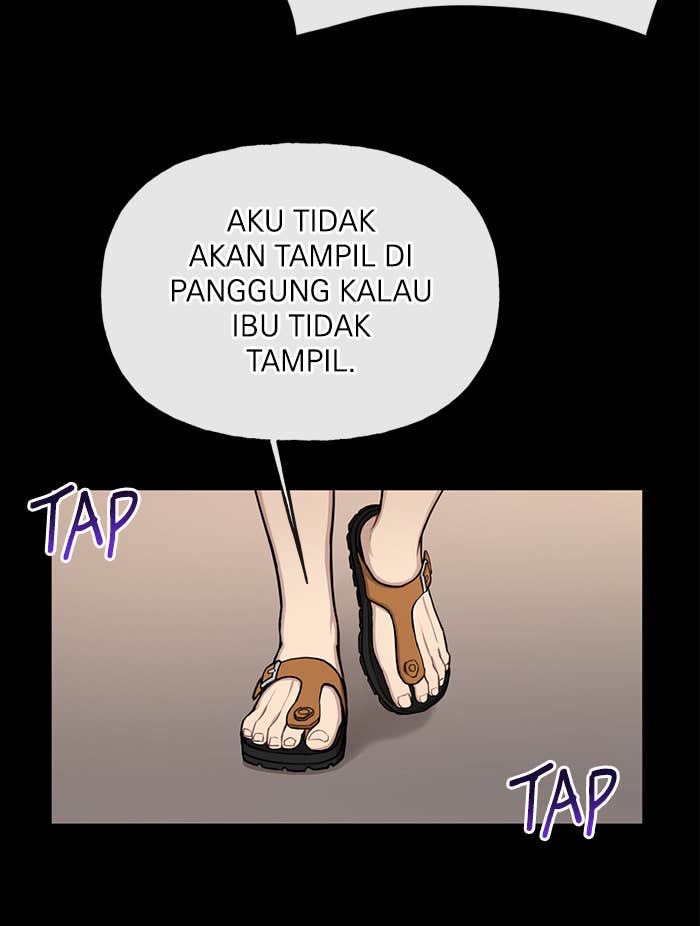 AKU TIDAK
AKAN TAMPIL DI
PANGGUNG KALAU
IBU TIDAK
TAMPIL.
TAP
TAP